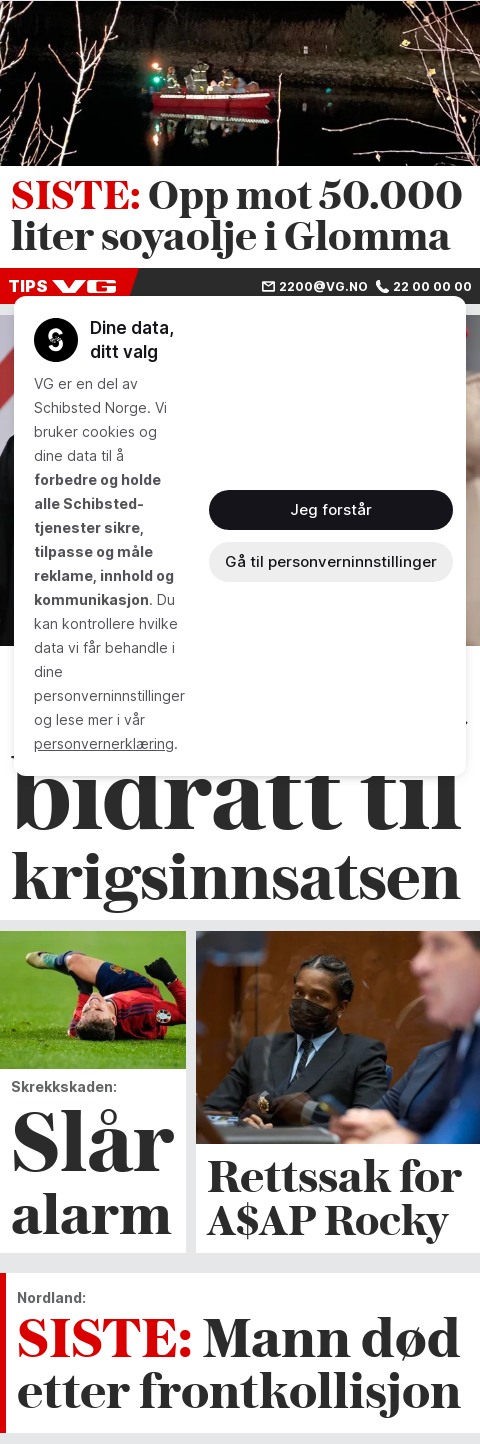 SISTE: Opp mot 50.000
liter soyaolje i Glomma
TIPS VG
2200@VG.NO 22 00 00 00
Dine data,
ditt valg
VG er en del av
Schibsted Norge. Vi
bruker cookies og
dine data til å
forbedre og holde
alle Schibsted-
tjenester sikre,
tilpasse og måle
reklame, innhold og
kommunikasjon. Du
kan kontrollere hvilke
data vi får behandle i
dine
personverninnstillinger
og lese mer i vår
personvernerklæring.
Jeg forstår
Gå til personverninnstillinger
bidratt til
krigsinnsatsen
Skrekkskaden:
Slår
alarm
Rettssak for
A$AP Rocky
Nordland:
SISTE: Mann død
etter frontkollisjon